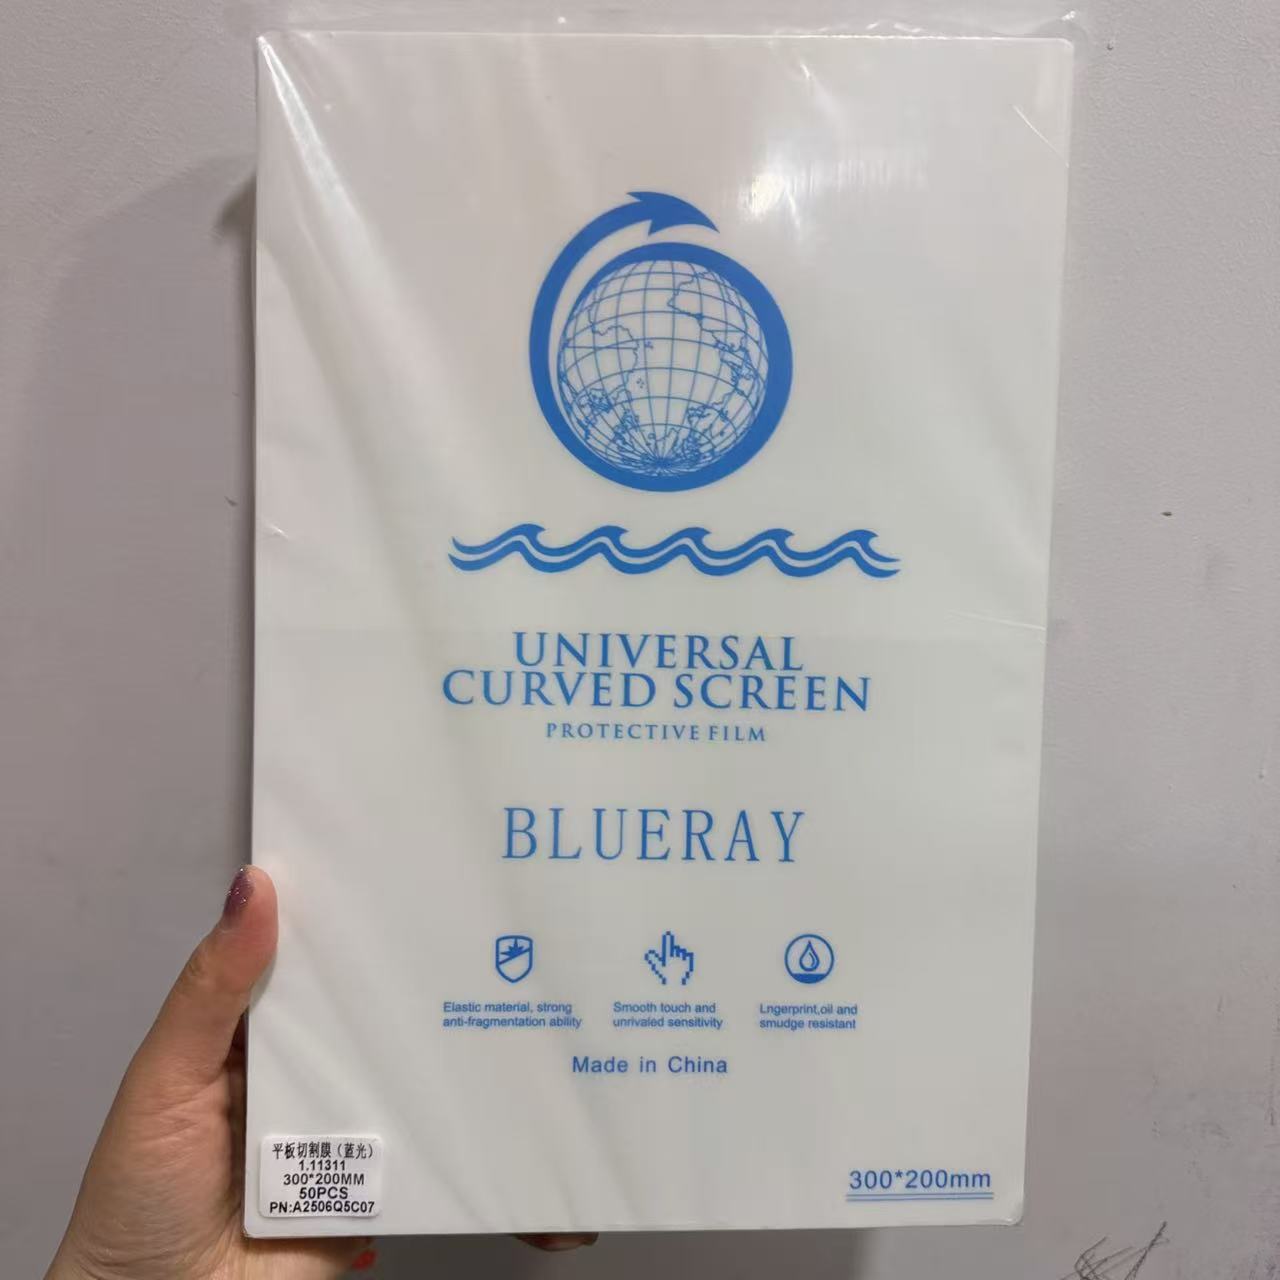 UNIVERSAL
CURVED SCREEN
PROTECTIVE FILM
BLUERAY
Elastic material, strong
anti-fragmentation ability
Smooth touch and
unrivaled sensitivity
Lngerprint,oil and
smudge resistant
Made in China
300*200mm
平板切割膜（蓝光）
1.11311
300*200MM
50PCS
PN:A2506Q5C07